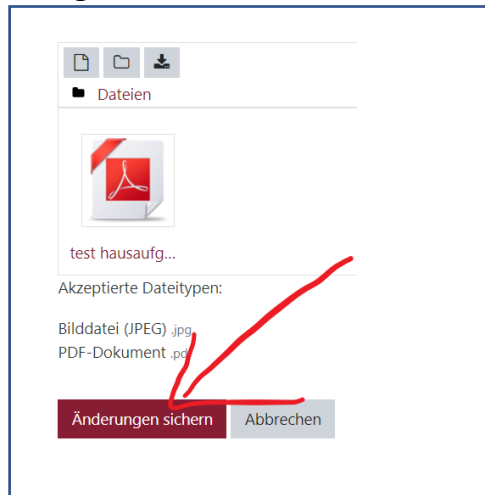 Dateien
test hausaufg...
Akzeptierte Dateitypen:
Bilddatei (JPEG) .jpg
PDF-Dokument .pd
Änderungen sichern Abbrechen